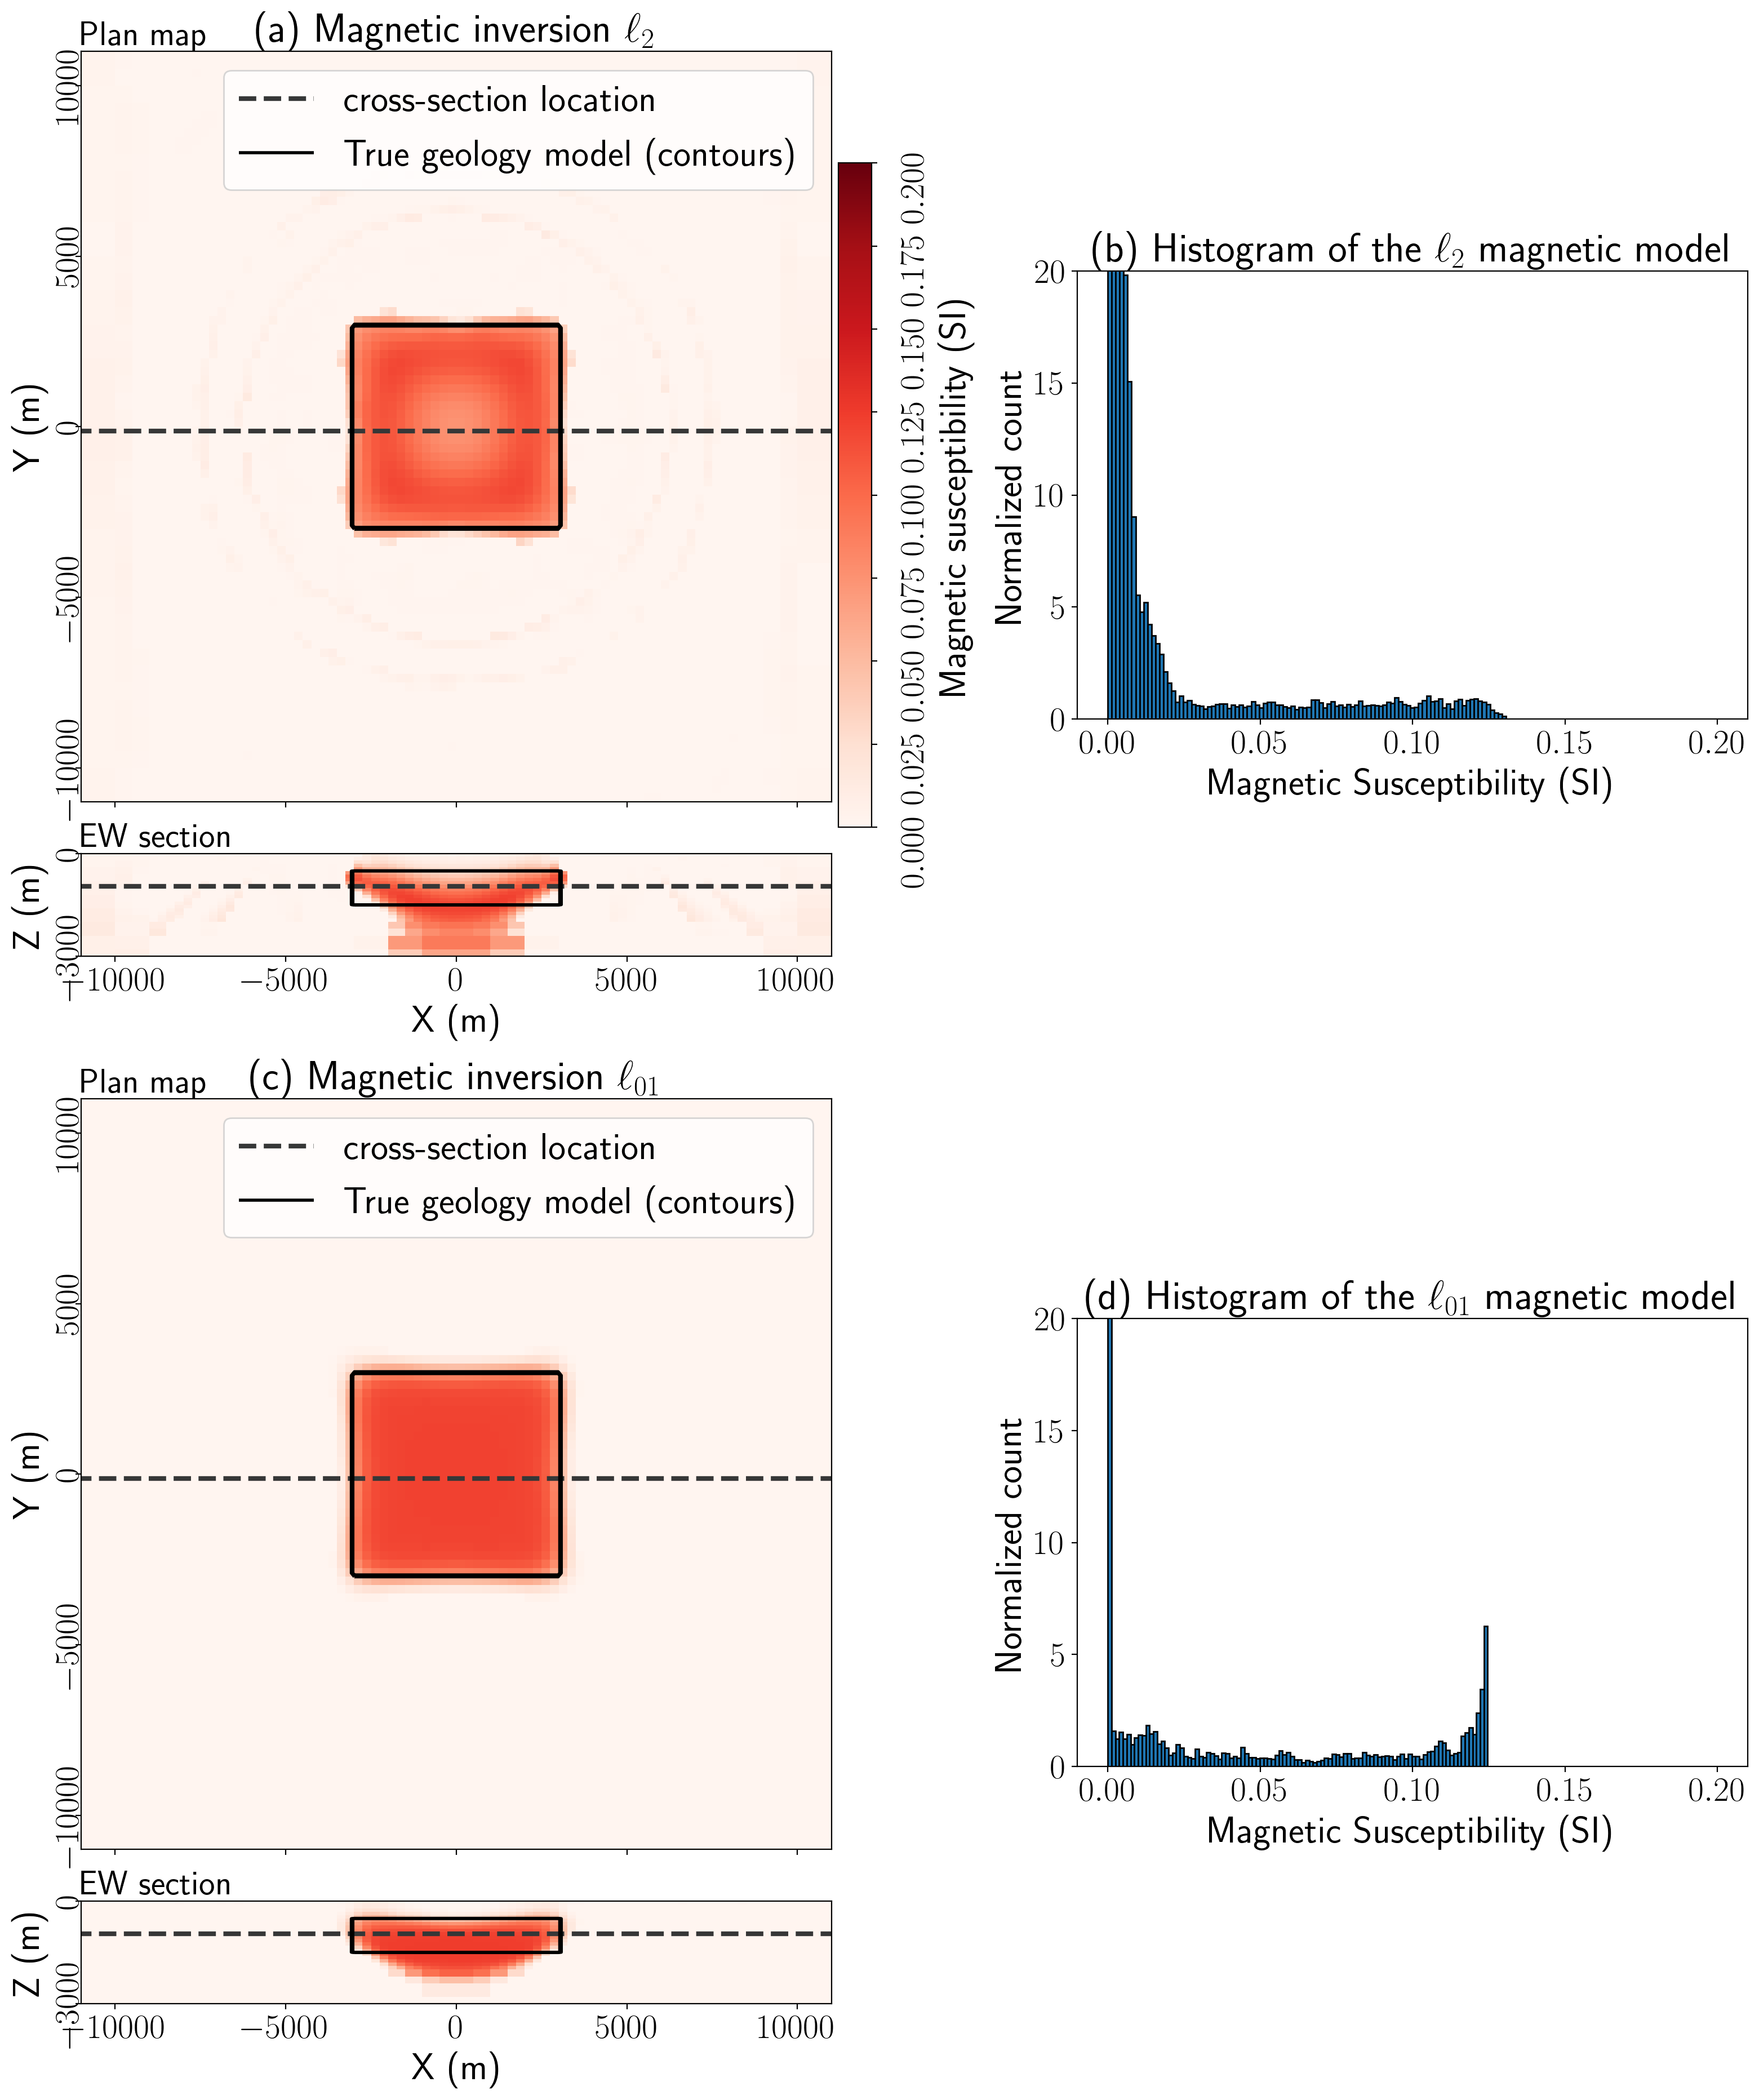 Plan map
(a) Magnetic inversion ℓ₂
cross-section location
True geology model (contours)
10000
5000
0
−5000
−10000
Y (m)
0.000 0.025 0.050 0.075 0.100 0.125 0.150 0.175 0.200
Magnetic susceptibility (SI)
EW section
0
−3000
Z (m)
−10000 −5000 0 5000 10000
X (m)
(b) Histogram of the ℓ₂ magnetic model
20
15
10
5
0
Normalized count
0.00 0.05 0.10 0.15 0.20
Magnetic Susceptibility (SI)
Plan map
(c) Magnetic inversion ℓ₀₁
cross-section location
True geology model (contours)
10000
5000
0
−5000
−10000
Y (m)
EW section
0
−3000
Z (m)
−10000 −5000 0 5000 10000
X (m)
(d) Histogram of the ℓ₀₁ magnetic model
20
15
10
5
0
Normalized count
0.00 0.05 0.10 0.15 0.20
Magnetic Susceptibility (SI)